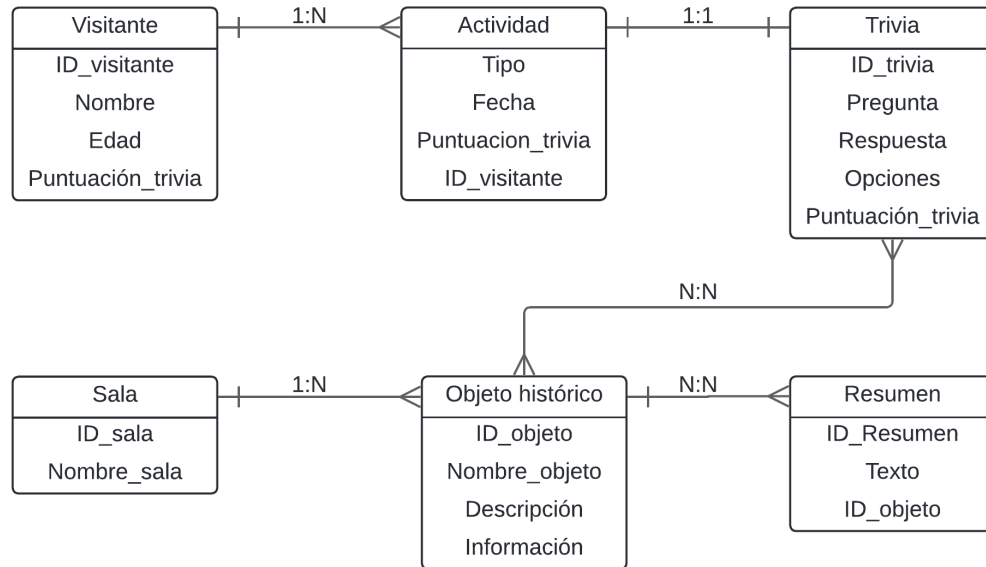 Visitante
ID_visitante
Nombre
Edad
Puntuación_trivia
1:N
Actividad
Tipo
Fecha
Puntuacion_trivia
ID_visitante
1:1
Trivia
ID_trivia
Pregunta
Respuesta
Opciones
Puntuación_trivia
N:N
Sala
ID_sala
Nombre_sala
1:N
Objeto histórico
ID_objeto
Nombre_objeto
Descripción
Información
N:N
Resumen
ID_Resumen
Texto
ID_objeto